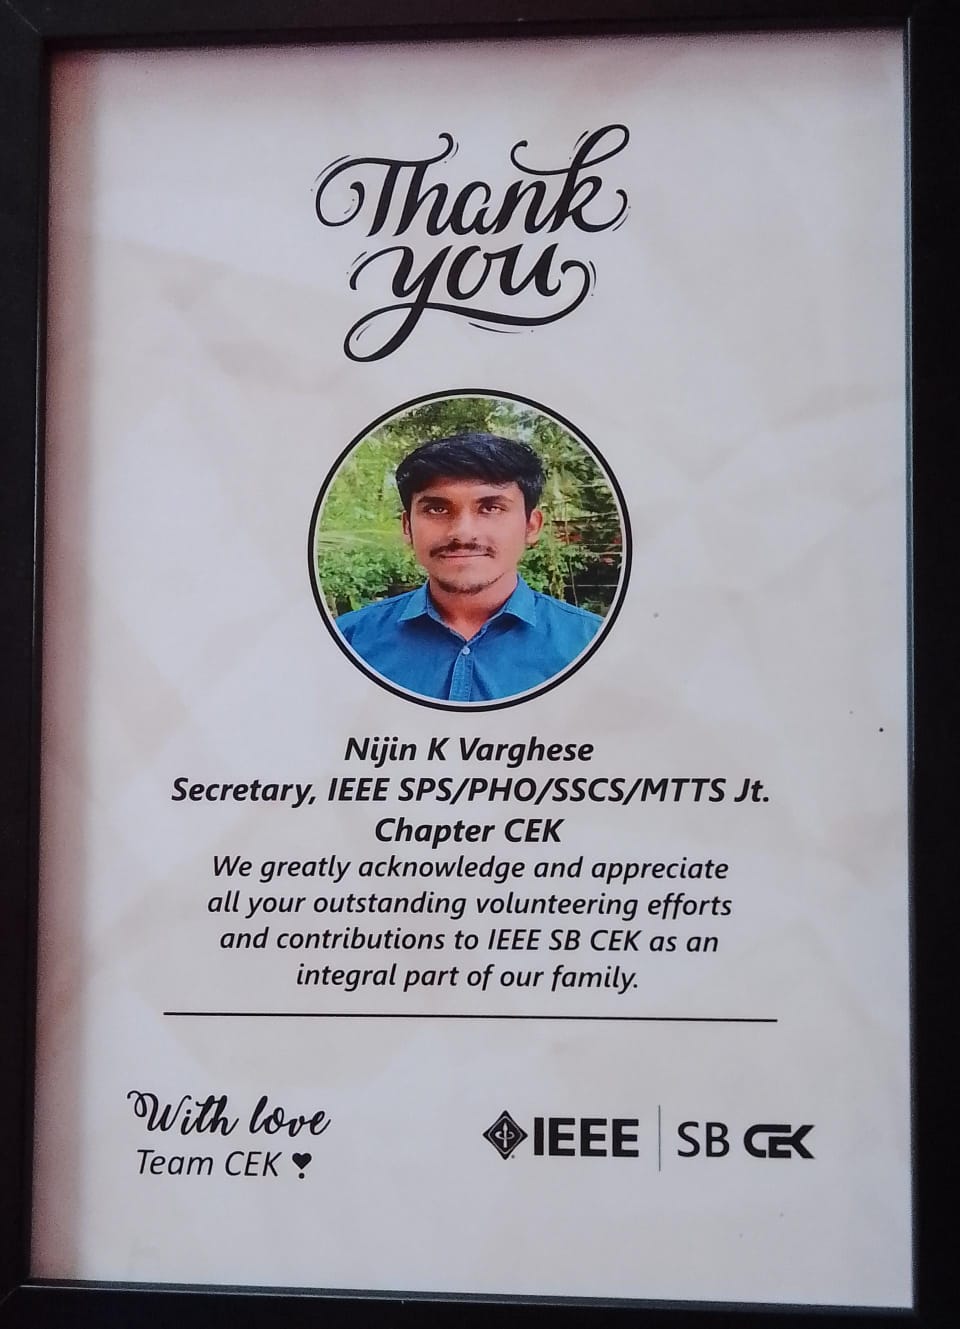 Thank
you
Nijin K Varghese
Secretary, IEEE SPS/PHO/SSCS/MTTS Jt.
Chapter CEK
We greatly acknowledge and appreciate
all your outstanding volunteering efforts
and contributions to IEEE SB CEK as an
integral part of our family.
With love
Team CEK ❣
IEEE | SB CEK